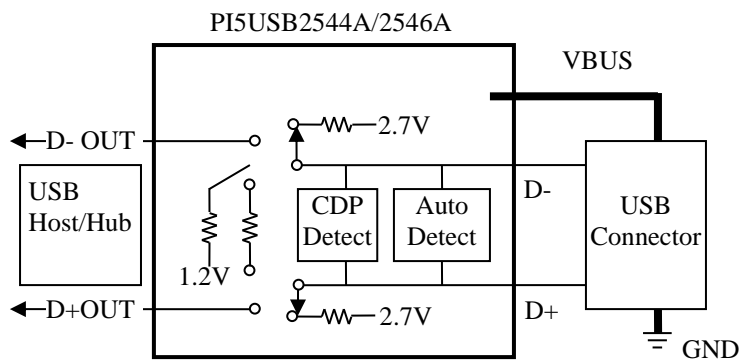 PI5USB2544A/2546A
VBUS
2.7V
D- OUT
D-
USB
Host/Hub
CDP
Detect
Auto
Detect
USB
Connector
1.2V
D+OUT
2.7V
D+
GND